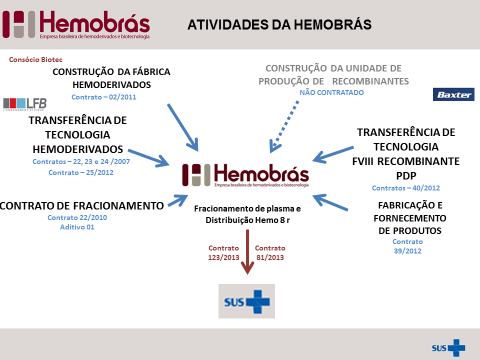 Hemobrás
Empresa brasileira de hemoderivados e biotecnologia
ATIVIDADES DA HEMOBRÁS
Consócio Biotec
CONSTRUÇÃO DA FÁBRICA
HEMODERIVADOS
Contrato – 02/2011
CONSTRUÇÃO DA UNIDADE DE
PRODUÇÃO DE RECOMBINANTES
NÃO CONTRATADO
LFB
Baxter
TRANSFERÊNCIA DE
TECNOLOGIA
HEMODERIVADOS
Contratos – 22, 23 e 24 /2007
Contrato – 25/2012
TRANSFERÊNCIA DE
TECNOLOGIA
FVIII RECOMBINANTE
PDP
Contratos – 40/2012
Hemobrás
Empresa brasileira de hemoderivados e biotecnologia
CONTRATO DE FRACIONAMENTO
Contrato 22/2010
Aditivo 01
Fracionamento de plasma e
Distribuição Hemo 8 r
FABRICAÇÃO E
FORNECEMENTO
DE PRODUTOS
Contrato
39/2012
Contrato
123/2013
Contrato
81/2013
SUS
SUS